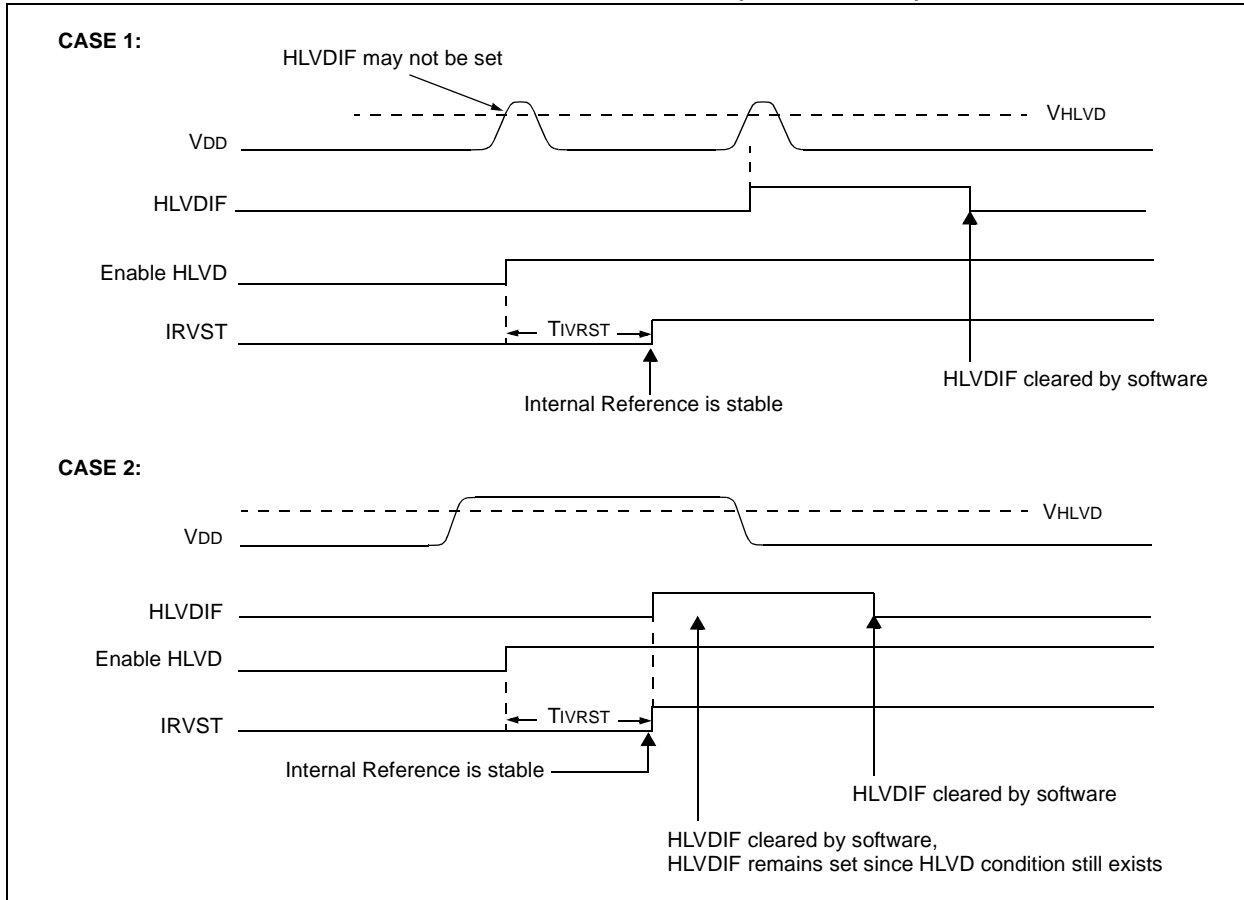 CASE 1:
HLVDIF may not be set
VHLVD
VDD
HLVDIF
Enable HLVD
TIVRST
IRVST
HLVDIF cleared by software
Internal Reference is stable
CASE 2:
VHLVD
VDD
HLVDIF
Enable HLVD
TIVRST
IRVST
Internal Reference is stable
HLVDIF cleared by software
HLVDIF cleared by software,
HLVDIF remains set since HLVD condition still exists